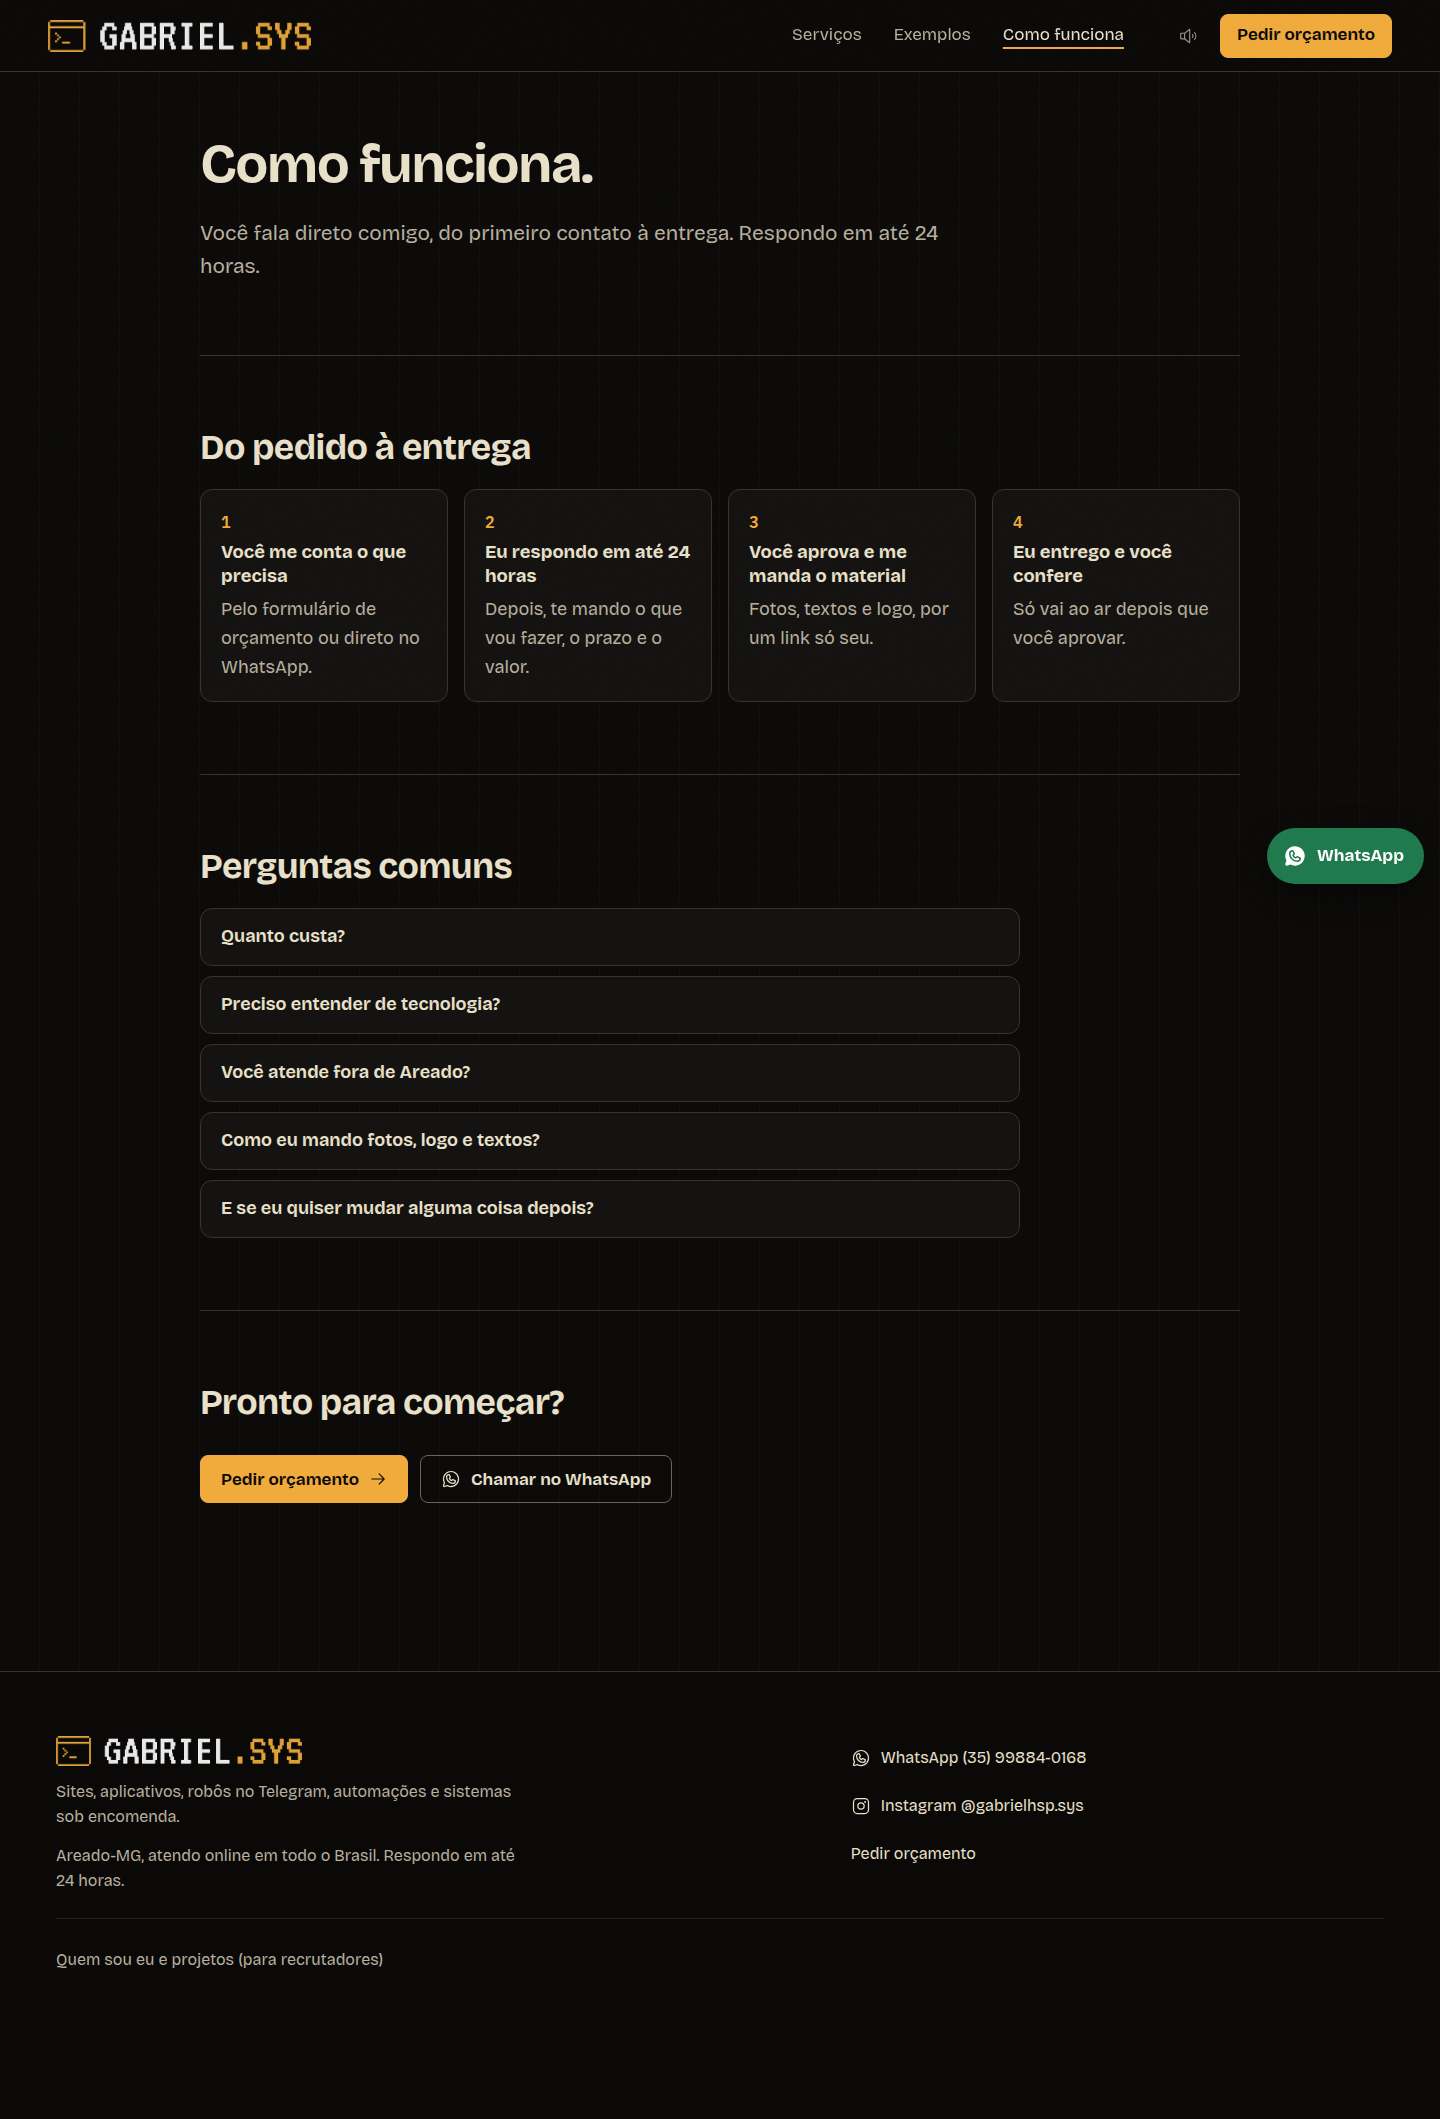 GABRIEL.SYS
Serviços
Exemplos
Como funciona
Pedir orçamento
Como funciona.
Você fala direto comigo, do primeiro contato à entrega. Respondo em até 24
horas.
Do pedido à entrega
1
Você me conta o que
precisa
Pelo formulário de
orçamento ou direto no
WhatsApp.
2
Eu respondo em até 24
horas
Depois, te mando o que
vou fazer, o prazo e o
valor.
3
Você aprova e me
manda o material
Fotos, textos e logo, por
um link só seu.
4
Eu entrego e você
confere
Só vai ao ar depois que
você aprovar.
Perguntas comuns
WhatsApp
Quanto custa?
Preciso entender de tecnologia?
Você atende fora de Areado?
Como eu mando fotos, logo e textos?
E se eu quiser mudar alguma coisa depois?
Pronto para começar?
Pedir orçamento
Chamar no WhatsApp
GABRIEL.SYS
Sites, aplicativos, robôs no Telegram, automações e sistemas
sob encomenda.
Areado-MG, atendo online em todo o Brasil. Respondo em até
24 horas.
WhatsApp (35) 99884-0168
Instagram @gabrielhsp.sys
Pedir orçamento
Quem sou eu e projetos (para recrutadores)